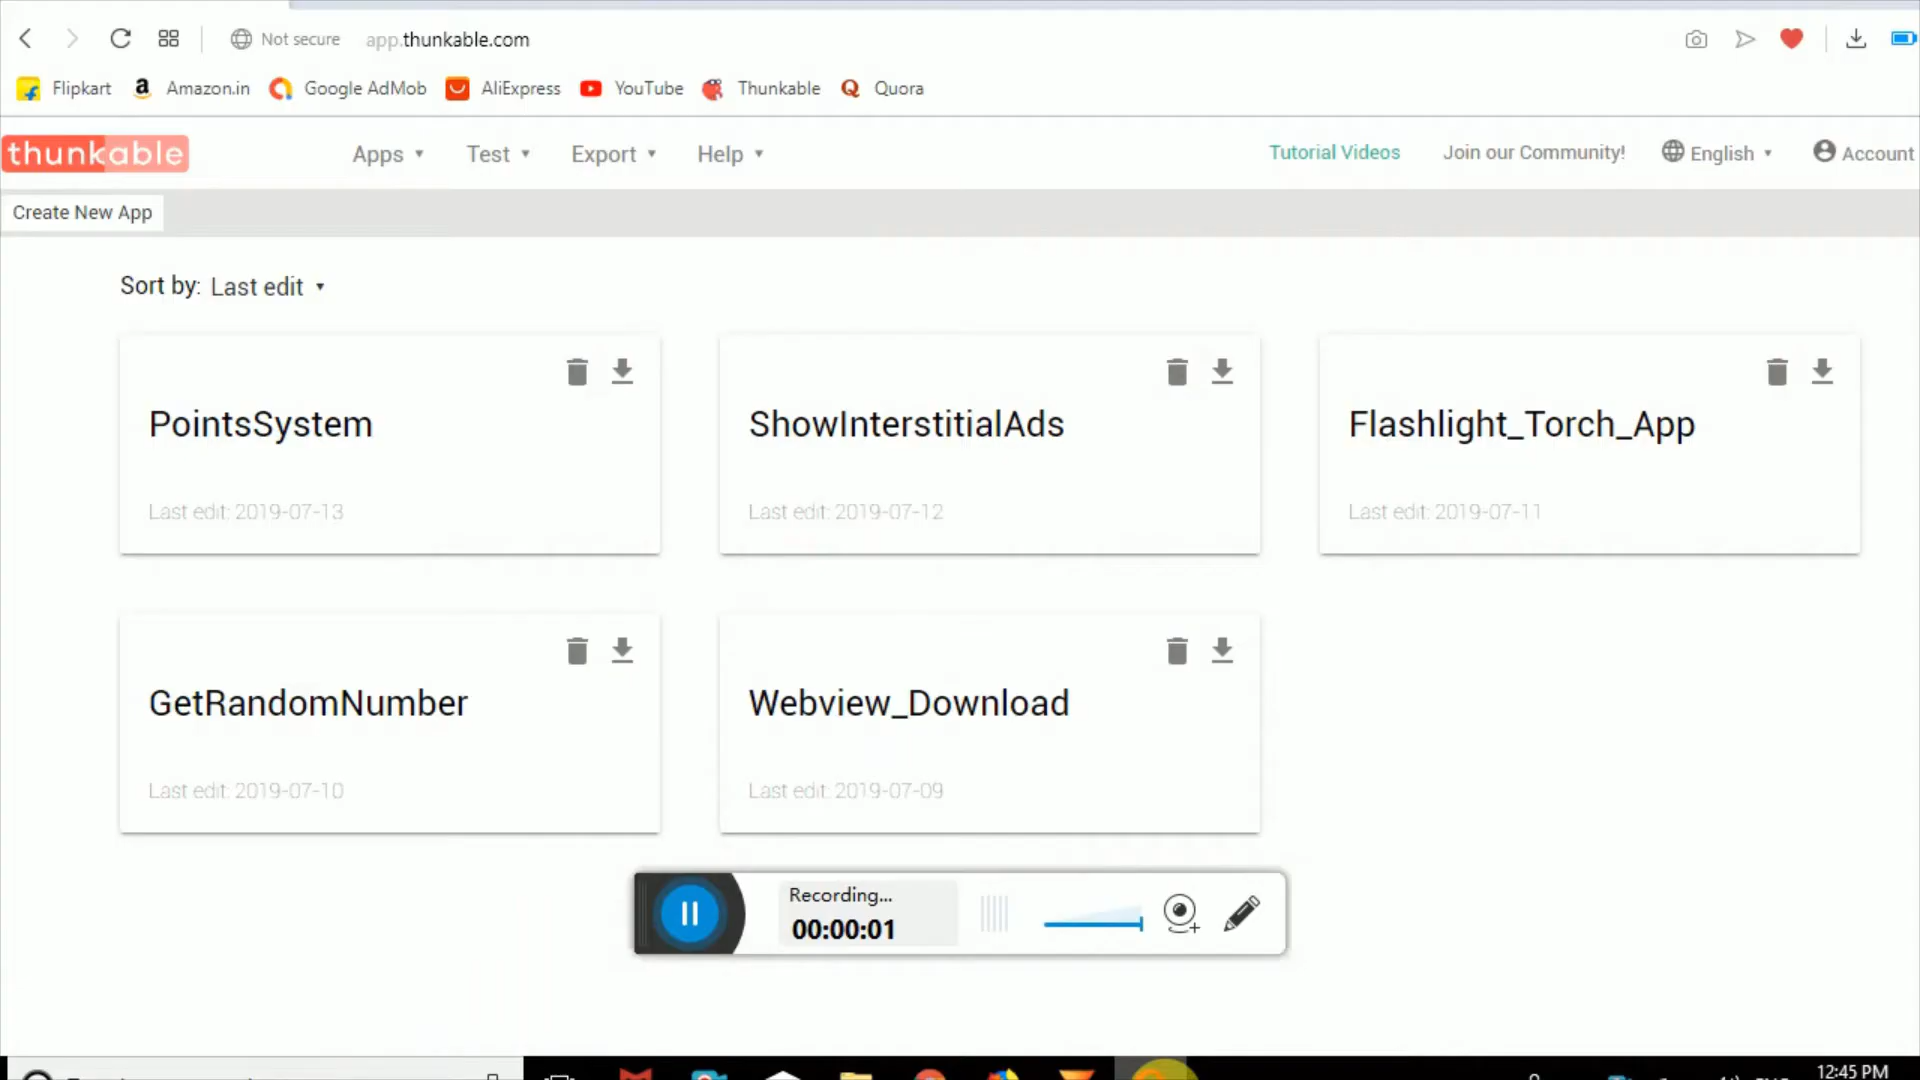 Not secure app.thunkable.com
Flipkart Amazon.in Google AdMob AliExpress YouTube Thunkable Quora
thunkable Apps Test Export Help Tutorial Videos Join our Community! English Account
Create New App
Sort by: Last edit
PointsSystem ShowInterstitialAds Flashlight_Torch_App
Last edit: 2019-07-13 Last edit: 2019-07-12 Last edit: 2019-07-11
GetRandomNumber Webview_Download
Last edit: 2019-07-10 Last edit: 2019-07-09
Recording...
00:00:01
12:45 PM